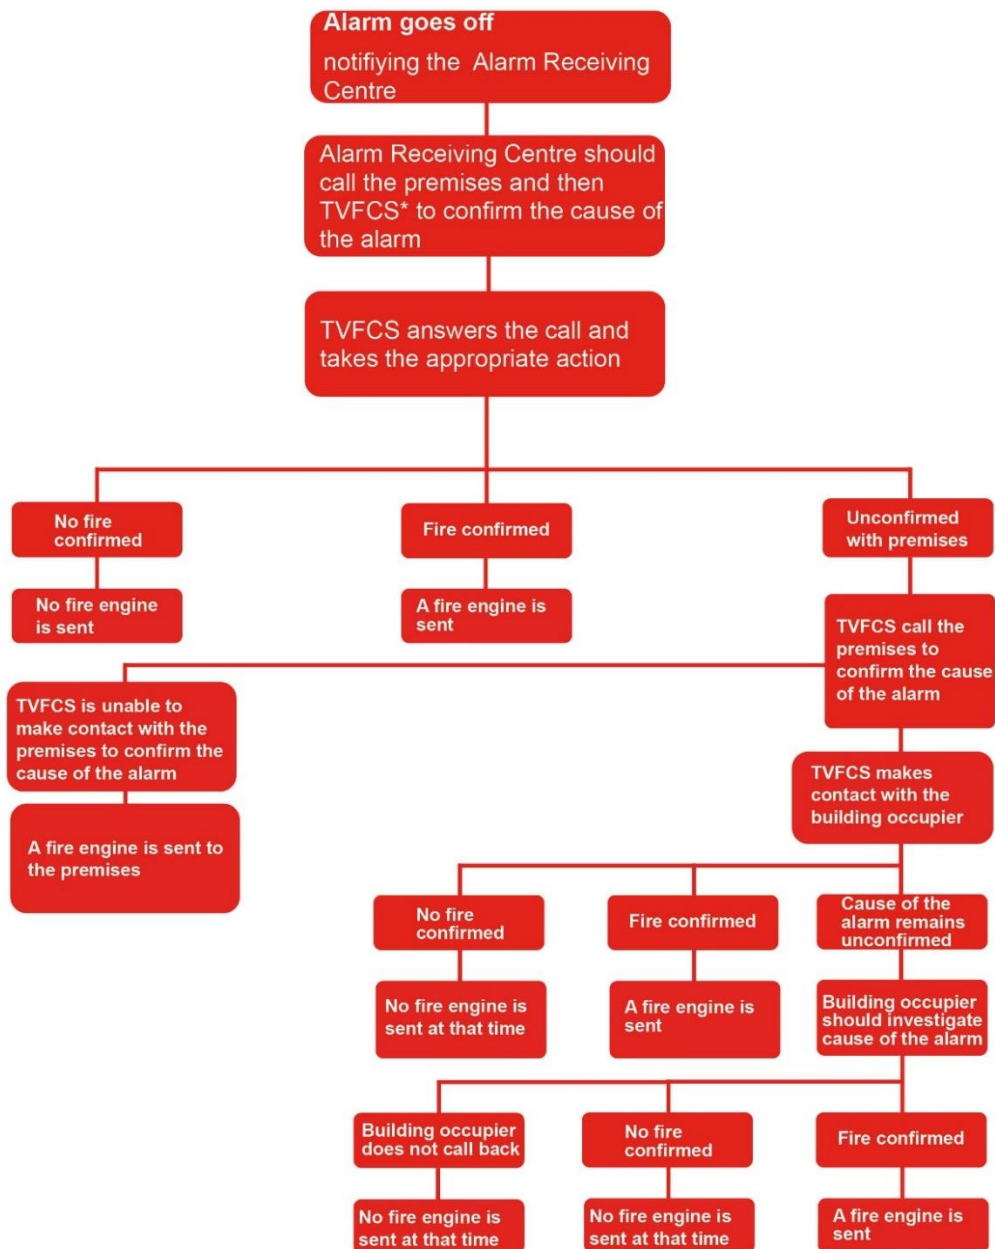 Alarm goes off
notifiying the Alarm Receiving
Centre
Alarm Receiving Centre should
call the premises and then
TVFCS* to confirm the cause of
the alarm
TVFCS answers the call and
takes the appropriate action
No fire
confirmed
Fire confirmed
Unconfirmed
with premises
No fire engine
is sent
A fire engine is
sent
TVFCS call the
premises to
confirm the cause
of the alarm
TVFCS is unable to
make contact with the
premises to confirm the
cause of the alarm
TVFCS makes
contact with the
building occupier
A fire engine is sent to
the premises
No fire
confirmed
Fire confirmed
Cause of the
alarm remains
unconfirmed
No fire engine is
sent at that time
A fire engine is
sent
Building occupier
should investigate
cause of the alarm
Building occupier
does not call back
No fire
confirmed
Fire confirmed
No fire engine is
sent at that time
No fire engine is
sent at that time
A fire engine is
sent